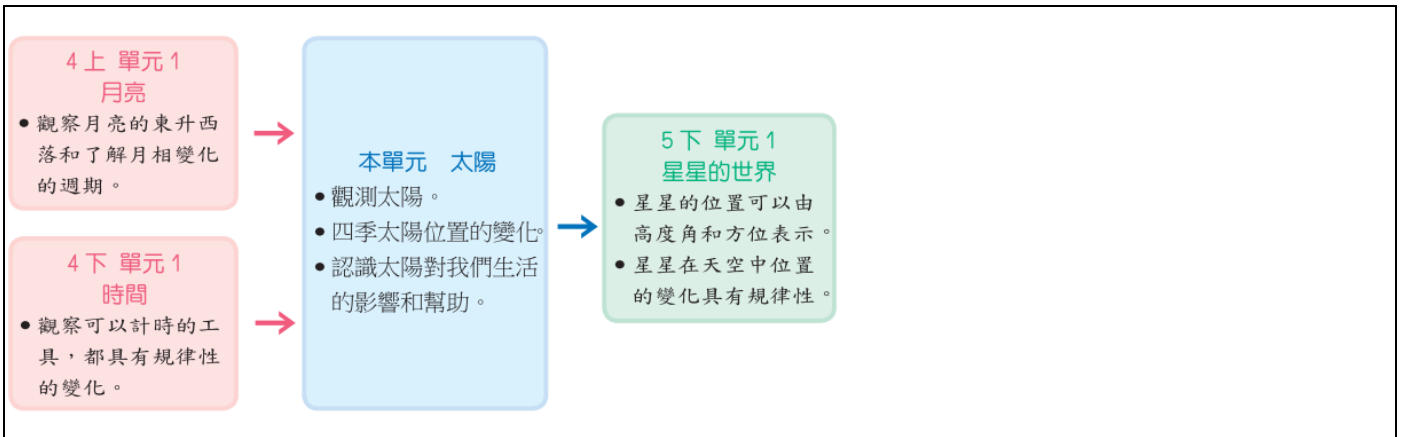 4上 單元1
月亮
•觀察月亮的東升西
落和了解月相變化
的週期。
4下 單元1
時間
•觀察可以計時的工
具，都具有規律性
的變化。
本單元 太陽
•觀測太陽。
•四季太陽位置的變化。
•認識太陽對我們生活
的影響和幫助。
5下 單元1
星星的世界
•星星的位置可以由
高度角和方位表示。
•星星在天空中位置
的變化具有規律性。